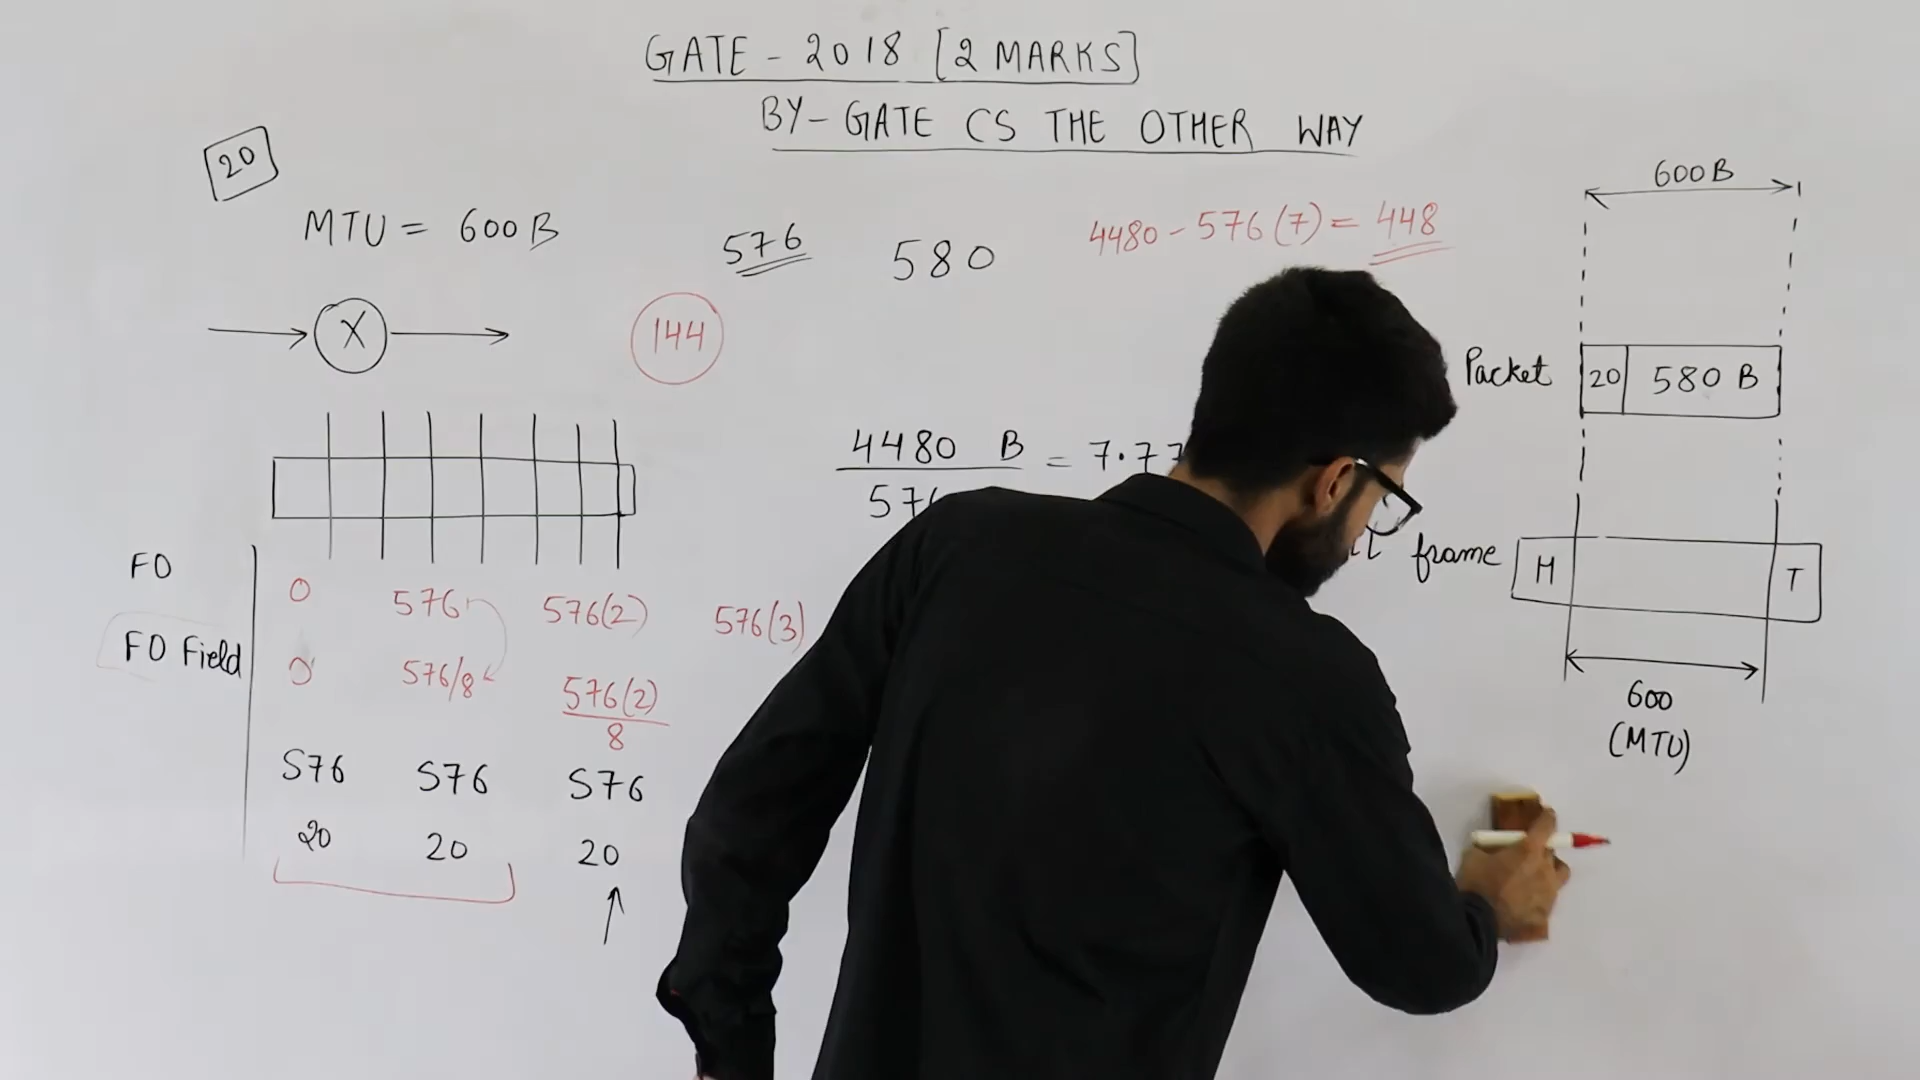 GATE - 2018 [2 MARKS]
BY - GATE CS THE OTHER WAY
20
MTU = 600 B
576
580
4480 - 576 (7) = 448
600 B
X
144
Packet
20 580 B
4480 B = 7.77
57
frame
H T
FO
0 576 576(2) 576(3)
FO Field
0 576/8 576(2)
8
576 576 576
20 20 20
600
(MTU)